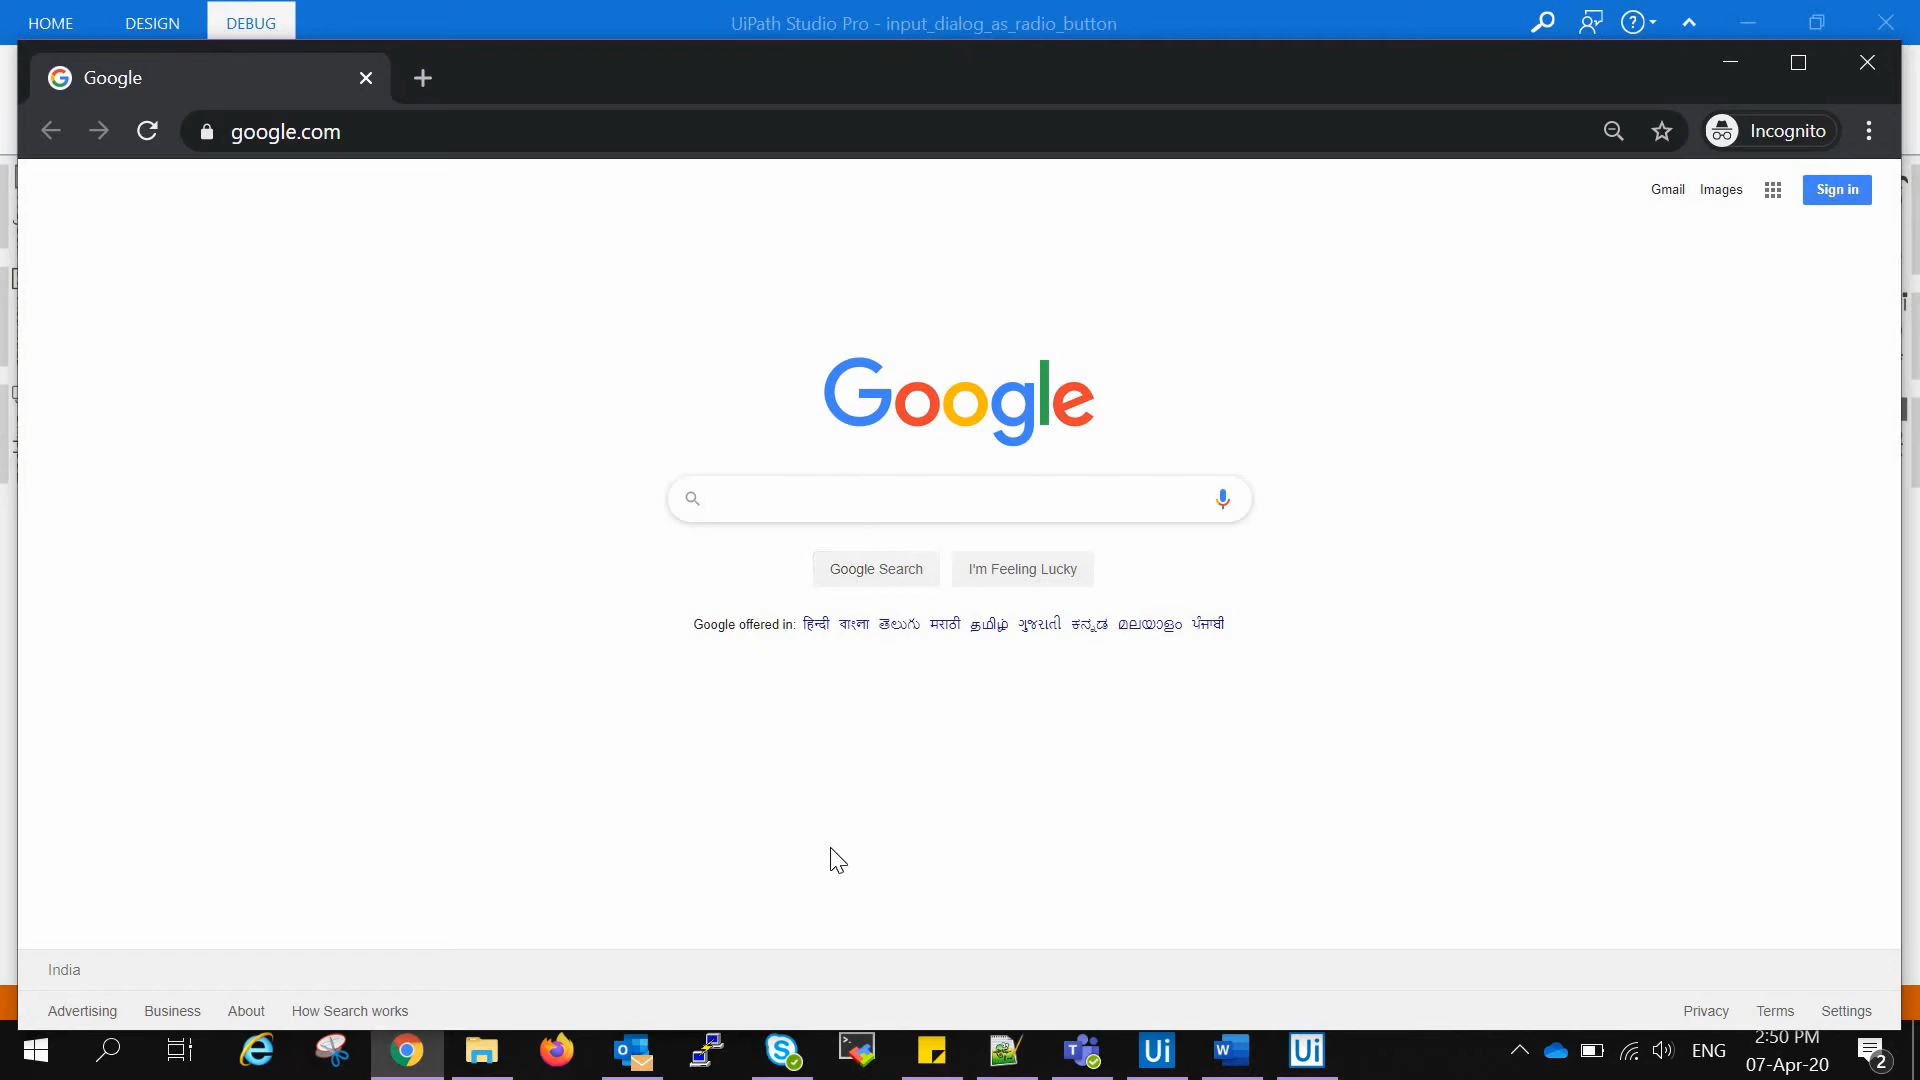 HOME DESIGN DEBUG UiPath Studio Pro - input_dialog_as_radio_button
Google
google.com Incognito
Gmail Images Sign in
Google
Google Search I'm Feeling Lucky
Google offered in: हिन्दी বাংলা తెలుగు मराठी தமிழ் ગુજરાતી ಕನ್ನಡ മലയാളം ਪੰਜਾਬੀ
India
Advertising Business About How Search works Privacy Terms Settings
ENG 2:50 PM
07-Apr-20 2